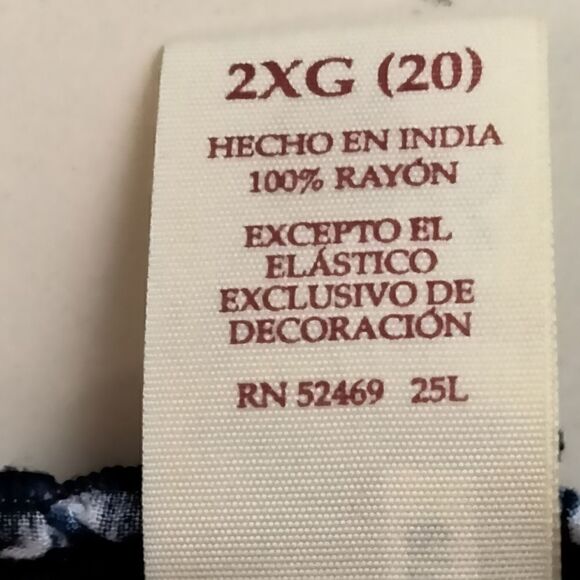 2XG (20)
HECHO EN INDIA
100% RAYÓN
EXCEPTO EL
ELÁSTICO
EXCLUSIVO DE
DECORACIÓN
RN 52469 25L